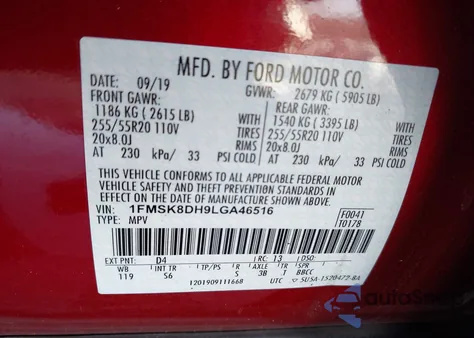 MFD. BY FORD MOTOR CO.
DATE: 09/19 GVWR: 2679 KG ( 5905 LB)
FRONT GAWR: REAR GAWR:
1186 KG ( 2615 LB) WITH 1540 KG ( 3395 LB) WITH
255/55R20 110V TIRES 255/55R20 110V TIRES
20x8.0J RIMS 20x8.0J RIMS
AT 230 kPa/ 33 PSI COLD AT 230 kPa/ 33 PSI COLD
THIS VEHICLE CONFORMS TO ALL APPLICABLE FEDERAL MOTOR
VEHICLE SAFETY BUMPER, AND THEFT PREVENTION STANDARDS IN
EFFECT ON THE DATE OF MANUFACTURE SHOWN ABOVE.
VIN: 1FMSK8DH9LGA46516 F0041
TYPE: MPV T0178
EXT PNT: D4 RC: 13 DSO:
WB INT TR TP/PS R AXLE TR SPR
119 S6 S 3B I BBCC
1201909111668 UTC 5U5A-1520472-BA